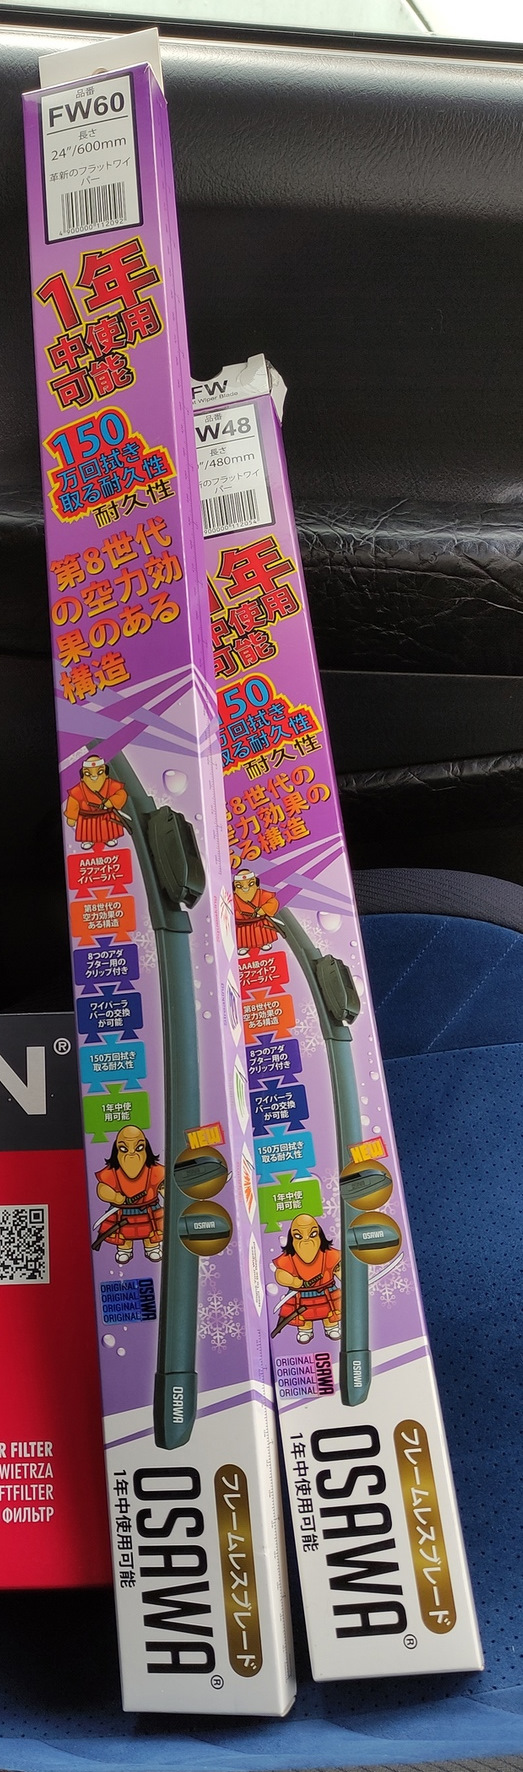 品番
FW60
長さ
24"/600mm
革新のフラットワイ
パー
4 900000 112092
1年
中使用
可能
150
万回拭き
取る耐久性
耐久性
第8世代
の空力効
果のある
構造
AAA級のグ
ラファイトワ
イパーラバー
第8世代の
空力効果の
ある構造
8つのアダ
プター用の
クリップ付き
ワイパーラ
バーの交換
が可能
150万回拭き
取る耐久性
1年中使
用可能
NEW
OSAWA
ORIGINAL
ORIGINAL
ORIGINAL
ORIGINAL
OSAWA
OSAWA
フレームレスブレード
OSAWA®
1年中使用可能
FW
Wiper Blade
品番
W48
長さ
"/480mm
のフラットワイ
パー
年
中使用
可能
150
万回拭き
取る耐久性
耐久性
8世代の
空力効果の
ある構造
AAA級のグ
ラファイトワ
イパーラバー
第8世代の
空力効果の
ある構造
8つのアダ
プター用の
クリップ付き
ワイパーラ
バーの交換
が可能
150万回拭き
取る耐久性
1年中使
用可能
NEW
OSAWA
ORIGINAL
ORIGINAL
ORIGINAL
ORIGINAL
OSAWA
OSAWA
フレームレスブレード
OSAWA®
1年中使用可能
N®
R FILTER
WIETRZA
FTFILTER
ФИЛЬТР